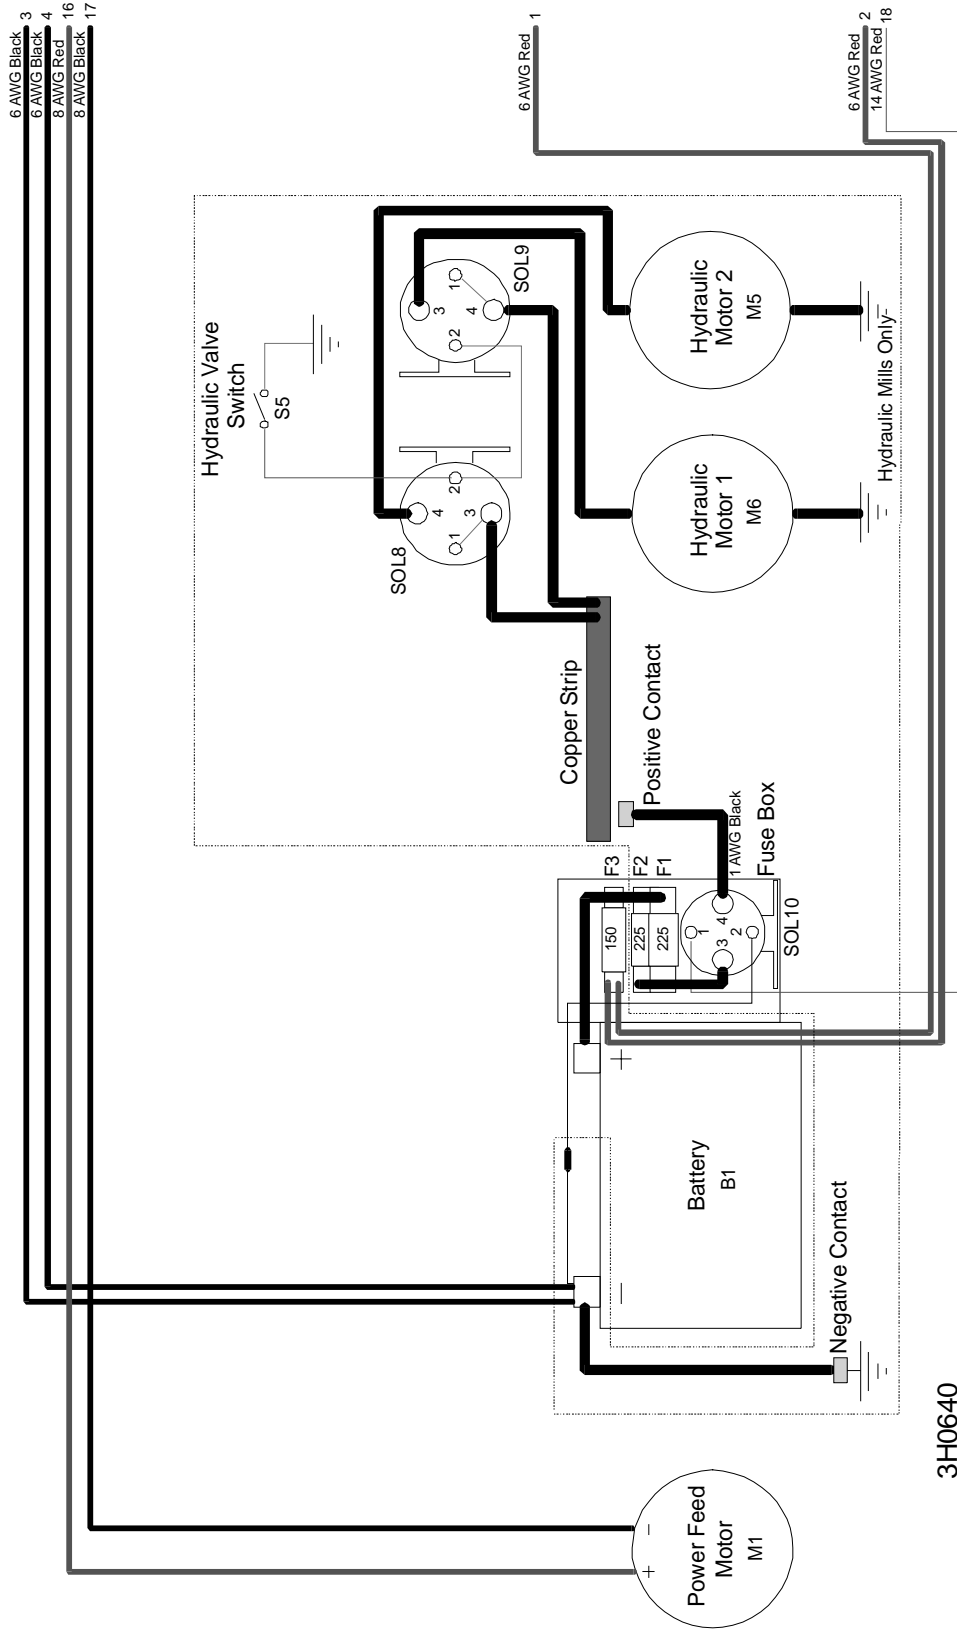 6 AWG Black 3
6 AWG Black 4
8 AWG Red 16
8 AWG Black 17
6 AWG Red 1
6 AWG Red 2
14 AWG Red 18
Hydraulic Valve
Switch
S5
SOL8
1
2
3
4
SOL9
1
2
3
4
Hydraulic
Motor 1
M6
Hydraulic
Motor 2
M5
Hydraulic Mills Only
Copper Strip
Positive Contact
1 AWG Black
Fuse Box
F3
F2
F1
150
225
225
1
2
3
4
SOL10
+
−
Battery
B1
Negative Contact
Power Feed
Motor
M1
+
−
3H0640